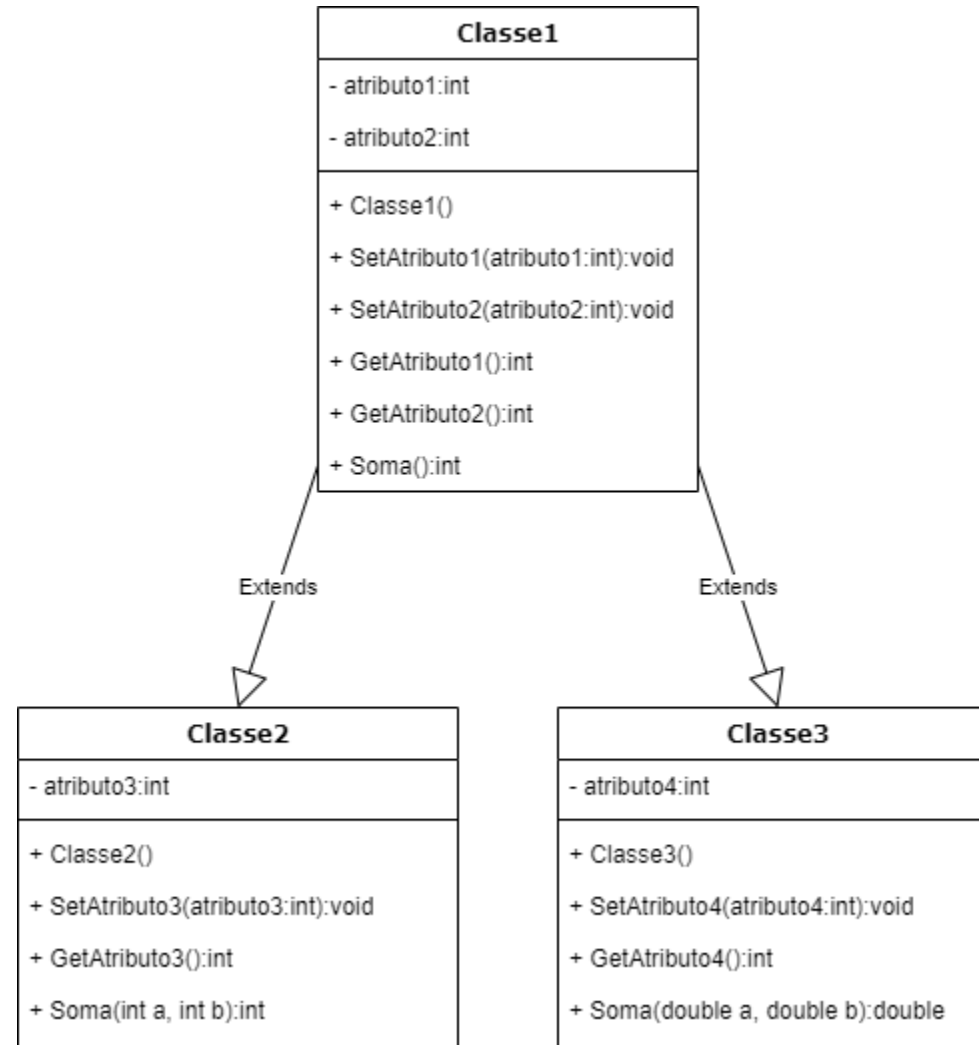 Classe1
- atributo1:int
- atributo2:int
+ Classe1()
+ SetAtributo1(atributo1:int):void
+ SetAtributo2(atributo2:int):void
+ GetAtributo1():int
+ GetAtributo2():int
+ Soma():int
Extends
Extends
Classe2
- atributo3:int
+ Classe2()
+ SetAtributo3(atributo3:int):void
+ GetAtributo3():int
+ Soma(int a, int b):int
Classe3
- atributo4:int
+ Classe3()
+ SetAtributo4(atributo4:int):void
+ GetAtributo4():int
+ Soma(double a, double b):double